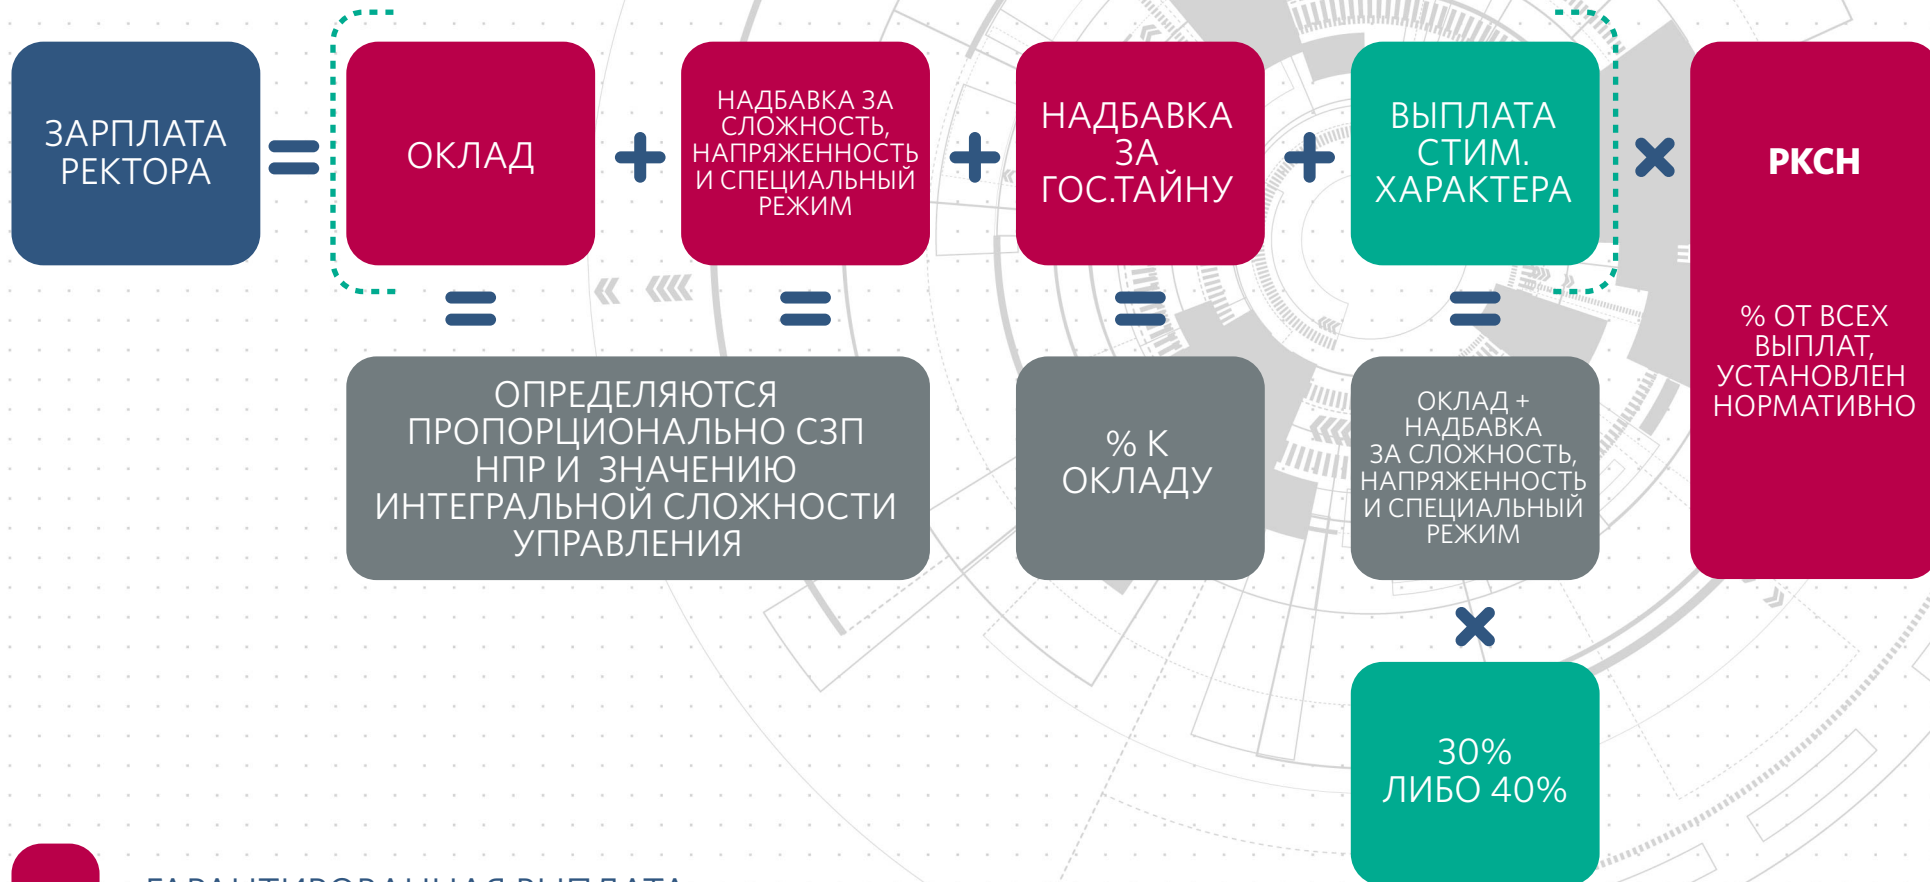 ЗАРПЛАТА
РЕКТОРА
=
ОКЛАД
+
НАДБАВКА ЗА
СЛОЖНОСТЬ,
НАПРЯЖЕННОСТЬ
И СПЕЦИАЛЬНЫЙ
РЕЖИМ
+
НАДБАВКА
ЗА
ГОС.ТАЙНУ
+
ВЫПЛАТА
СТИМ.
ХАРАКТЕРА
×
РКСН
% ОТ ВСЕХ
ВЫПЛАТ,
УСТАНОВЛЕН
НОРМАТИВНО
=
=
=
=
ОПРЕДЕЛЯЮТСЯ
ПРОПОРЦИОНАЛЬНО СЗП
НПР И ЗНАЧЕНИЮ
ИНТЕГРАЛЬНОЙ СЛОЖНОСТИ
УПРАВЛЕНИЯ
% К
ОКЛАДУ
ОКЛАД +
НАДБАВКА
ЗА СЛОЖНОСТЬ,
НАПРЯЖЕННОСТЬ
И СПЕЦИАЛЬНЫЙ
РЕЖИМ
×
30%
ЛИБО 40%
ГАРАНТИРОВАННАЯ ВЫПЛАТА